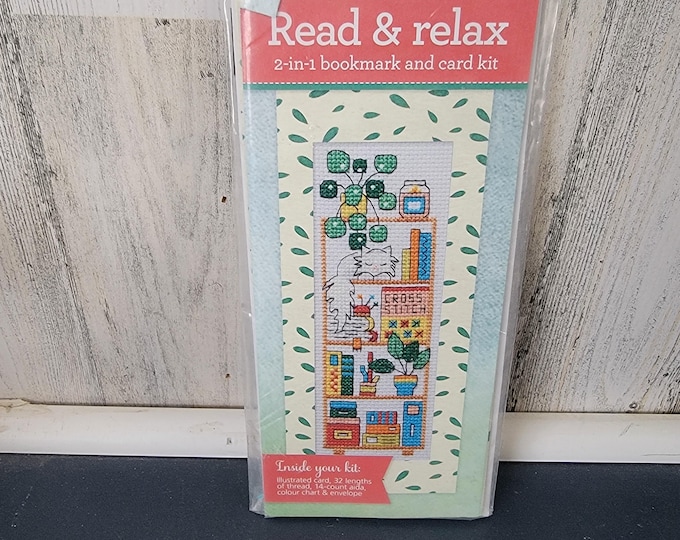 Read & relax
2-in-1 bookmark and card kit
CROSS
STITCH
Inside your kit:
Illustrated card, 32 lengths
of thread, 14-count aida,
colour chart & envelope